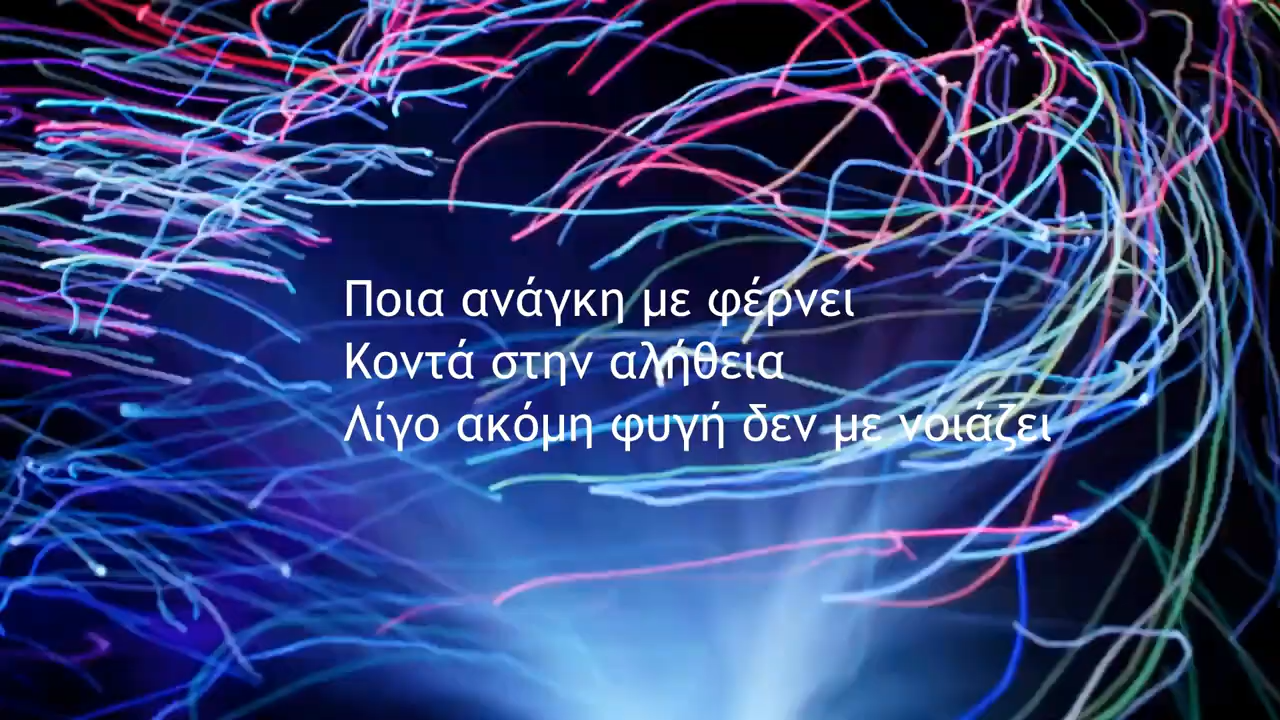 Ποια ανάγκη με φέρνει
Κοντά στην αλήθεια
Λίγο ακόμη φυγή δεν με νοιάζει